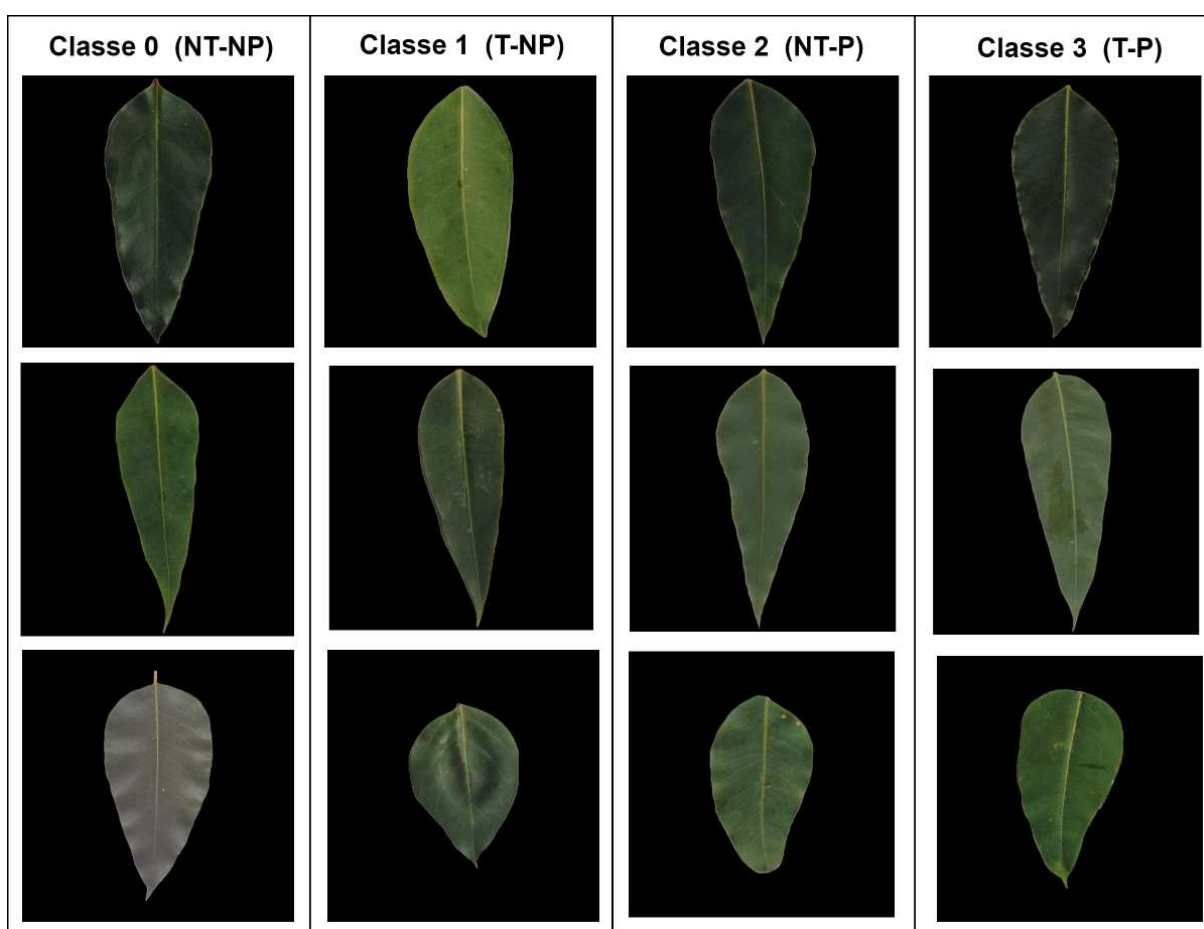 Classe 0 (NT-NP)
Classe 1 (T-NP)
Classe 2 (NT-P)
Classe 3 (T-P)